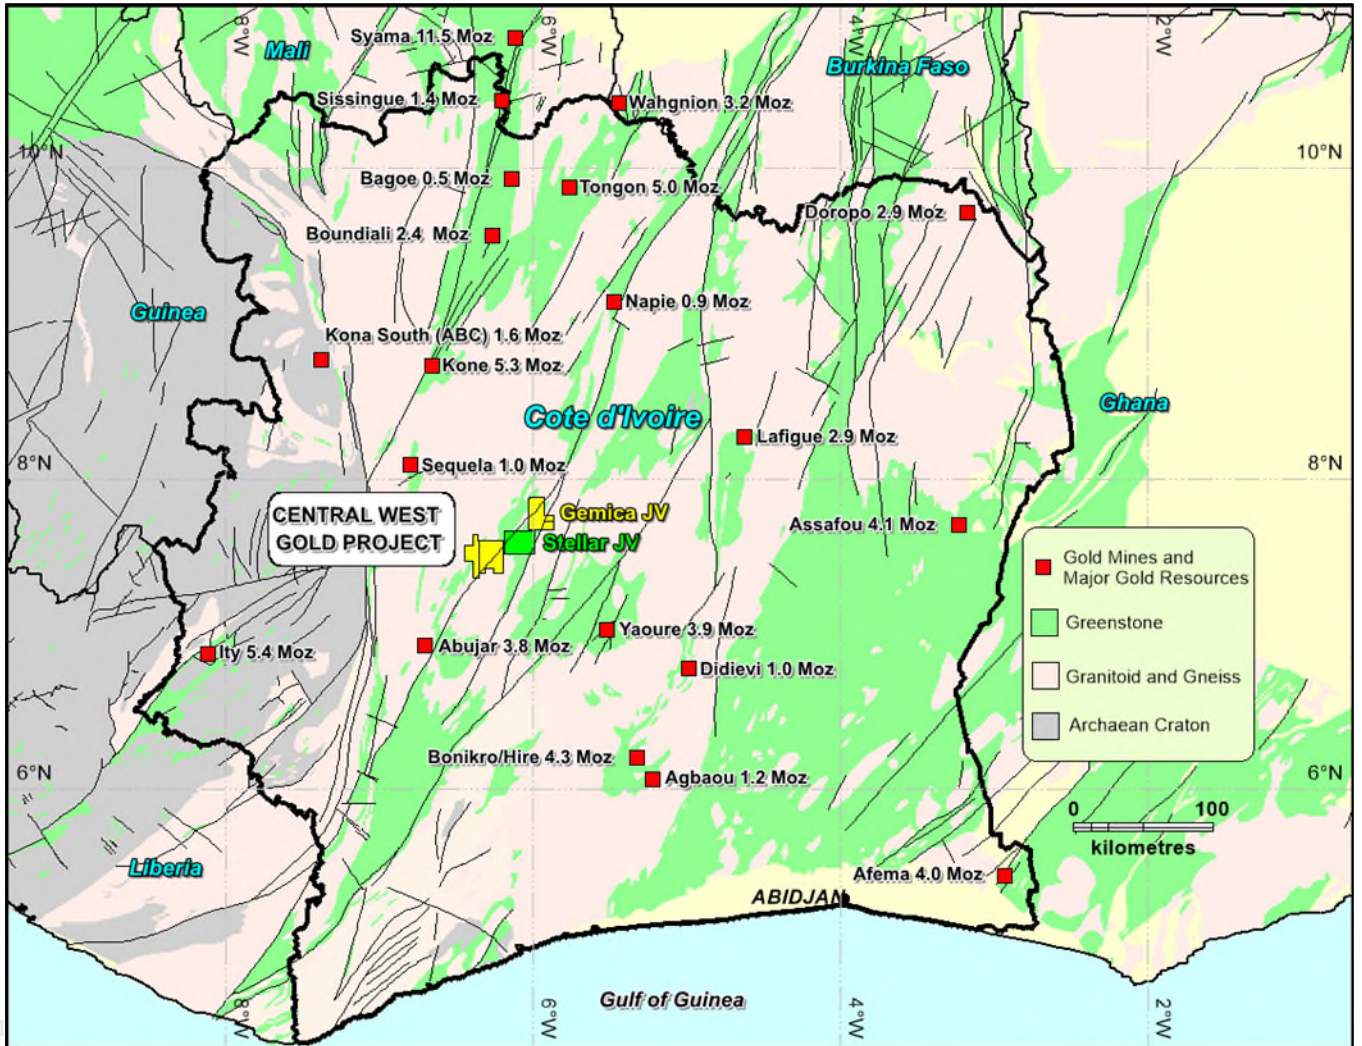 8°W
6°W
4°W
2°W
Syama 11.5 Moz
Mali
Burkina Faso
Sissingue 1.4 Moz
Wahgnion 3.2 Moz
10°N
10°N
Bagoe 0.5 Moz
Tongon 5.0 Moz
Doropo 2.9 Moz
Boundiali 2.4 Moz
Guinea
Napie 0.9 Moz
Kona South (ABC) 1.6 Moz
Kone 5.3 Moz
Cote d'Ivoire
Ghana
Lafigue 2.9 Moz
8°N
8°N
Sequela 1.0 Moz
CENTRAL WEST
GOLD PROJECT
Gemica JV
Stellar JV
Assafou 4.1 Moz
Gold Mines and
Major Gold Resources
Greenstone
Granitoid and Gneiss
Archaean Craton
Yaoure 3.9 Moz
Abujar 3.8 Moz
Ity 5.4 Moz
Didievi 1.0 Moz
Bonikro/Hire 4.3 Moz
Agbaou 1.2 Moz
6°N
6°N
0 100
kilometres
Liberia
Afema 4.0 Moz
ABIDJAN
Gulf of Guinea
8°W
6°W
4°W
2°W